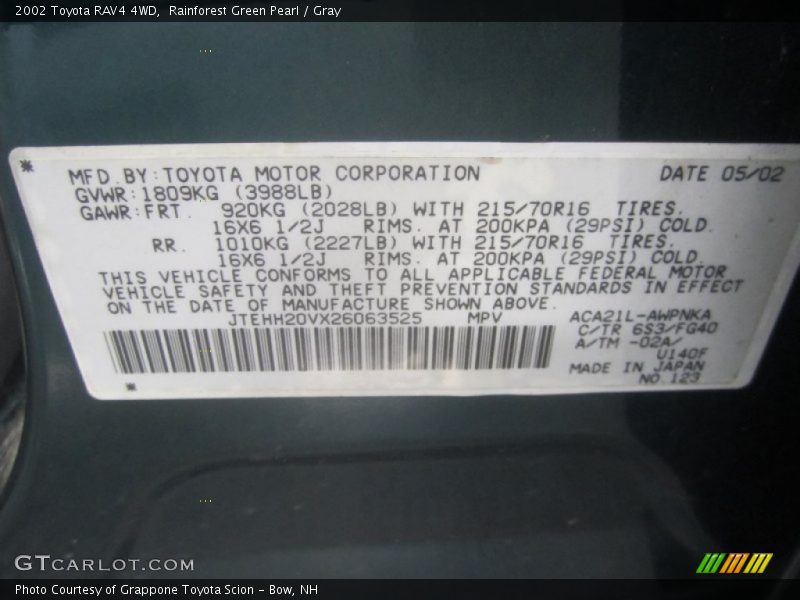 2002 Toyota RAV4 4WD,  Rainforest Green Pearl / Gray
MFD.BY:TOYOTA MOTOR CORPORATION DATE 05/02
GVWR:1809KG (3988LB)
GAWR:FRT. 920KG (2028LB) WITH 215/70R16 TIRES.
16X6 1/2J RIMS. AT 200KPA (29PSI) COLD.
RR. 1010KG (2227LB) WITH 215/70R16 TIRES.
16X6 1/2J RIMS. AT 200KPA (29PSI) COLD.
THIS VEHICLE CONFORMS TO ALL APPLICABLE FEDERAL MOTOR
VEHICLE SAFETY AND THEFT PREVENTION STANDARDS IN EFFECT
ON THE DATE OF MANUFACTURE SHOWN ABOVE.
JTEHH20VX26063525 MPV ACA21L-AWPNKA
C/TR 6S3/FG40
A/TM -02A/
U140F
MADE IN JAPAN
NO.123
GTCARLOT.COM
Photo Courtesy of Grappone Toyota Scion - Bow, NH